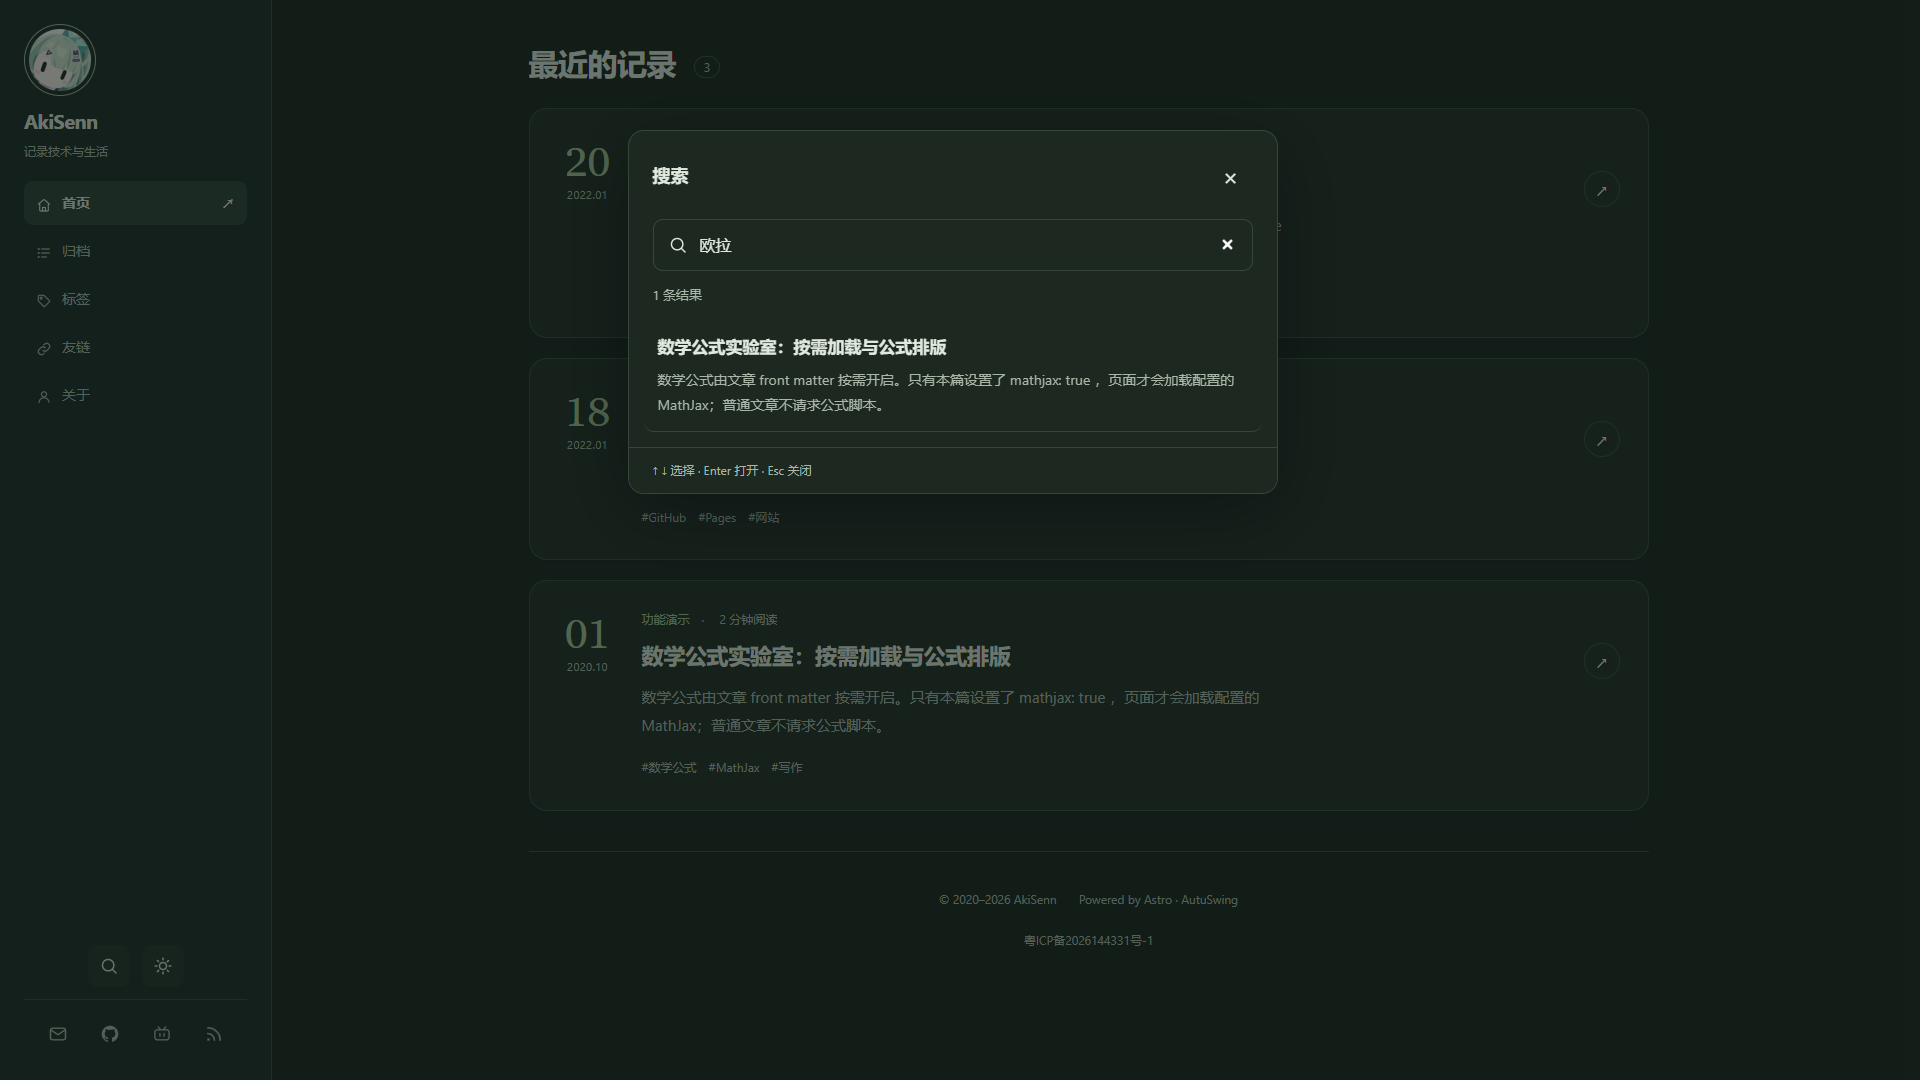 AkiSenn
记录技术与生活
首页
归档
标签
友链
关于
最近的记录 3
20
2022.01
搜索
欧拉
1 条结果
数学公式实验室：按需加载与公式排版
数学公式由文章 front matter 按需开启。只有本篇设置了 mathjax: true ，页面才会加载配置的
MathJax；普通文章不请求公式脚本。
↑↓ 选择 · Enter 打开 · Esc 关闭
18
2022.01
#GitHub #Pages #网站
01
2020.10
功能演示 · 2 分钟阅读
数学公式实验室：按需加载与公式排版
数学公式由文章 front matter 按需开启。只有本篇设置了 mathjax: true ，页面才会加载配置的
MathJax；普通文章不请求公式脚本。
#数学公式 #MathJax #写作
© 2020–2026 AkiSenn Powered by Astro · AutuSwing
粤ICP备2026144331号-1